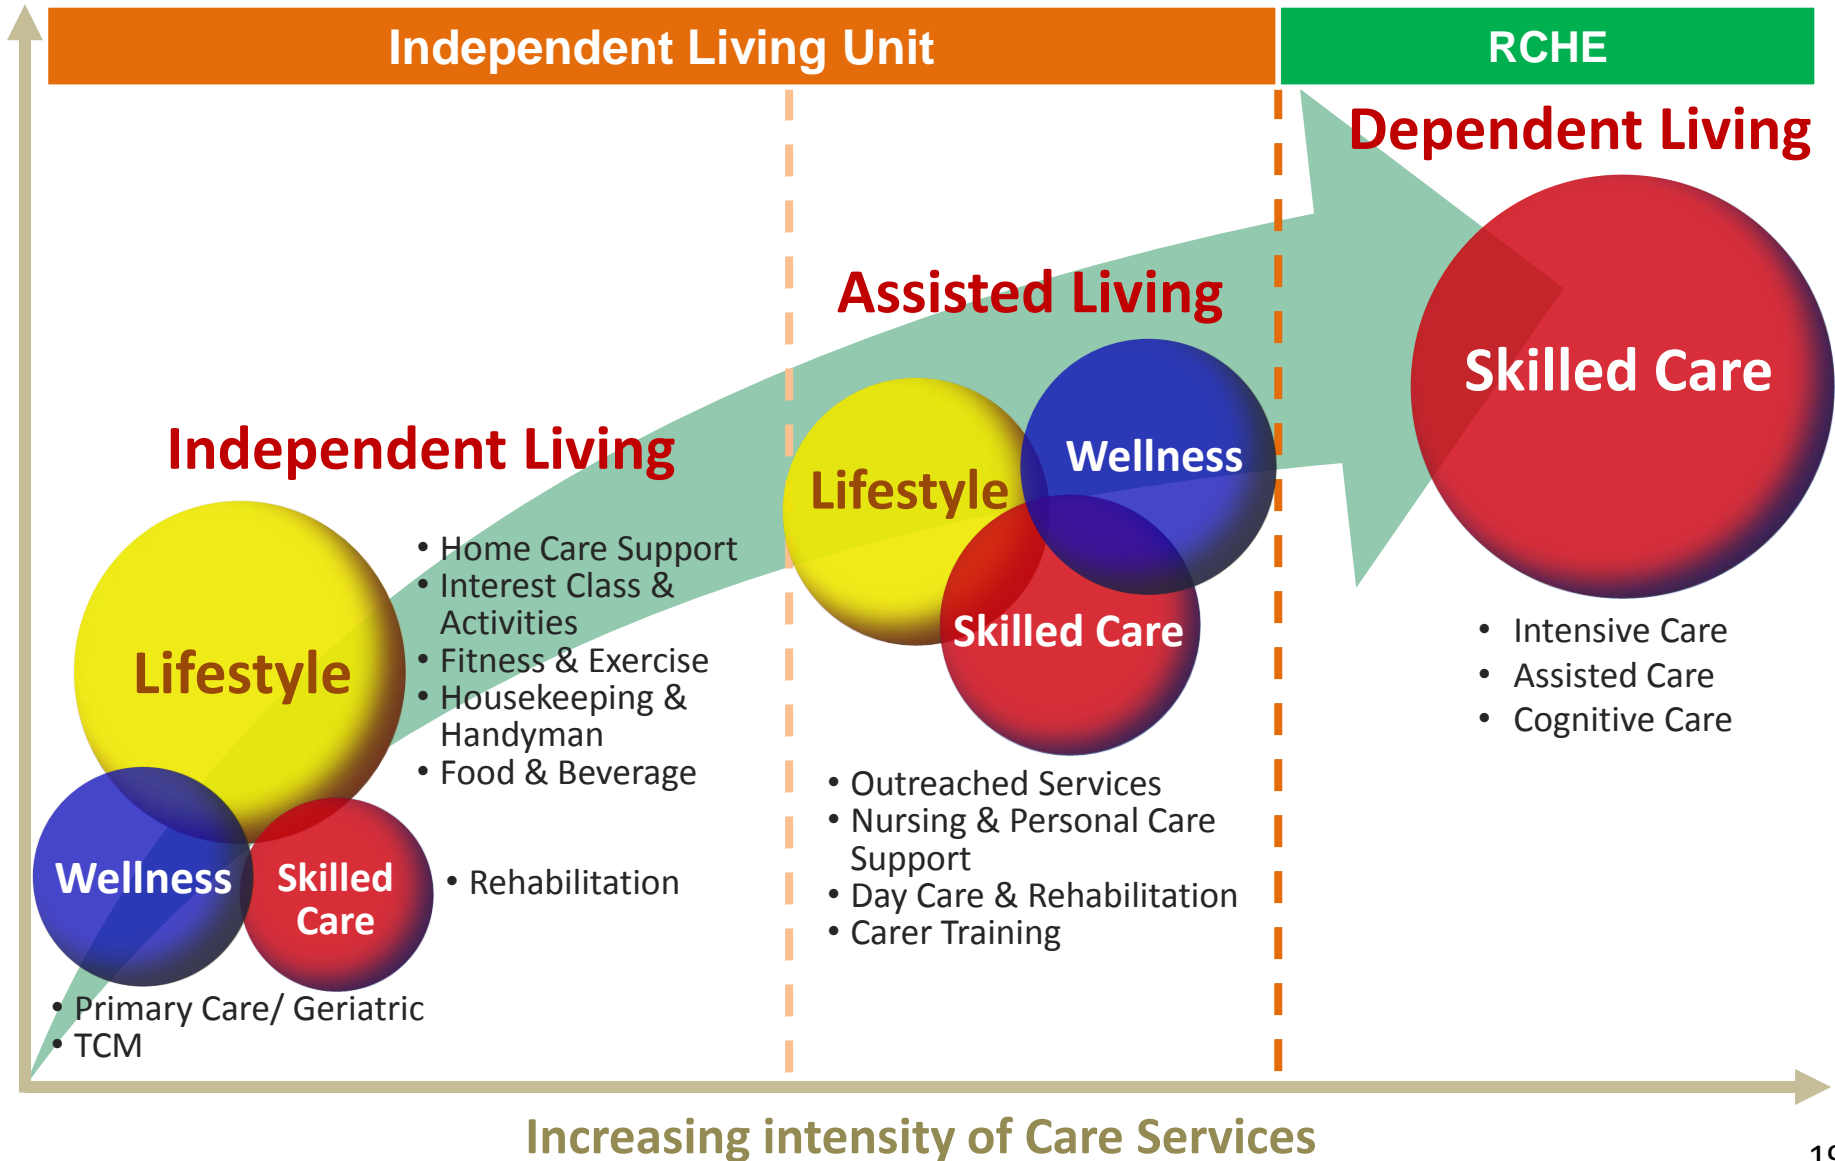 Independent Living Unit
RCHE
Independent Living
Lifestyle
• Home Care Support
• Interest Class &
Activities
• Fitness & Exercise
• Housekeeping &
Handyman
• Food & Beverage
Wellness
Skilled
Care
• Rehabilitation
• Primary Care/ Geriatric
• TCM
Assisted Living
Lifestyle
Wellness
Skilled Care
• Outreached Services
• Nursing & Personal Care
Support
• Day Care & Rehabilitation
• Carer Training
Dependent Living
Skilled Care
• Intensive Care
• Assisted Care
• Cognitive Care
Increasing intensity of Care Services
19